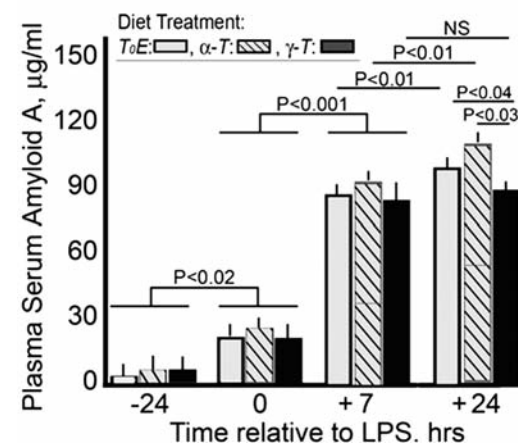 Diet Treatment:
T₀E: , α-T: , γ-T:
Plasma Serum Amyloid A, µg/ml
150
120
90
60
30
0
NS
P<0.01
P<0.01
P<0.04
P<0.03
P<0.001
P<0.02
-24 0 + 7 + 24
Time relative to LPS. hrs